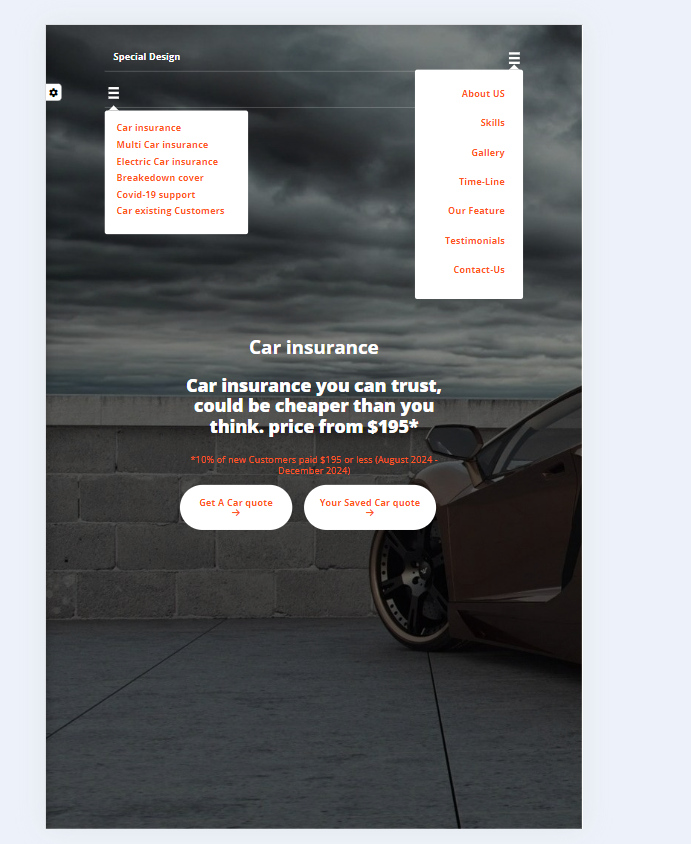 Special Design
Car insurance
Multi Car insurance
Electric Car insurance
Breakedown cover
Covid-19 support
Car existing Customers
About US
Skills
Gallery
Time-Line
Our Feature
Testimonials
Contact-Us
Car insurance
Car insurance you can trust,
could be cheaper than you
think. price from $195*
*10% of new Customers paid $195 or less (August 2024 -
December 2024)
Get A Car quote
→
Your Saved Car quote
→